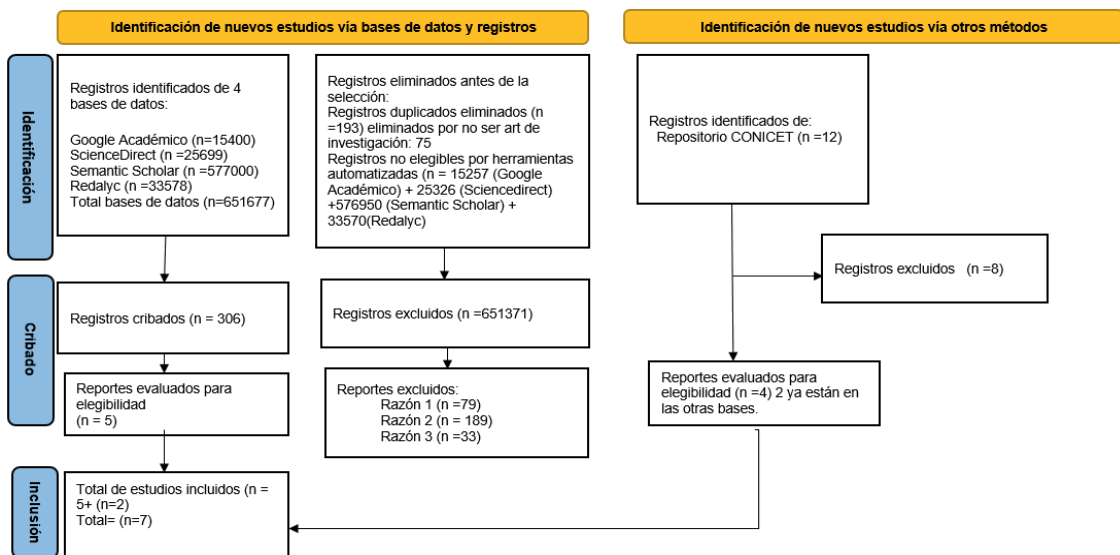 Identificación de nuevos estudios vía bases de datos y registros
Identificación de nuevos estudios vía otros métodos
Identificación
Registros identificados de 4
bases de datos:
Google Académico (n=15400)
ScienceDirect (n =25699)
Semantic Scholar (n =577000)
Redalyc (n =33578)
Total bases de datos (n=651677)
Registros eliminados antes de la
selección:
Registros duplicados eliminados (n
=193) eliminados por no ser art de
investigación: 75
Registros no elegibles por herramientas
automatizadas (n = 15257 (Google
Académico) + 25326 (Sciencedirect)
+576950 (Semantic Scholar) +
33570(Redalyc)
Registros identificados de:
Repositorio CONICET (n =12)
Registros excluidos (n =8)
Cribado
Registros cribados (n = 306)
Registros excluidos (n =651371)
Reportes evaluados para
elegibilidad
(n = 5)
Reportes excluidos:
Razón 1 (n =79)
Razón 2 (n = 189)
Razón 3 (n =33)
Reportes evaluados para
elegibilidad (n =4) 2 ya están en
las otras bases.
Inclusión
Total de estudios incluidos (n =
5+ (n=2)
Total= (n=7)